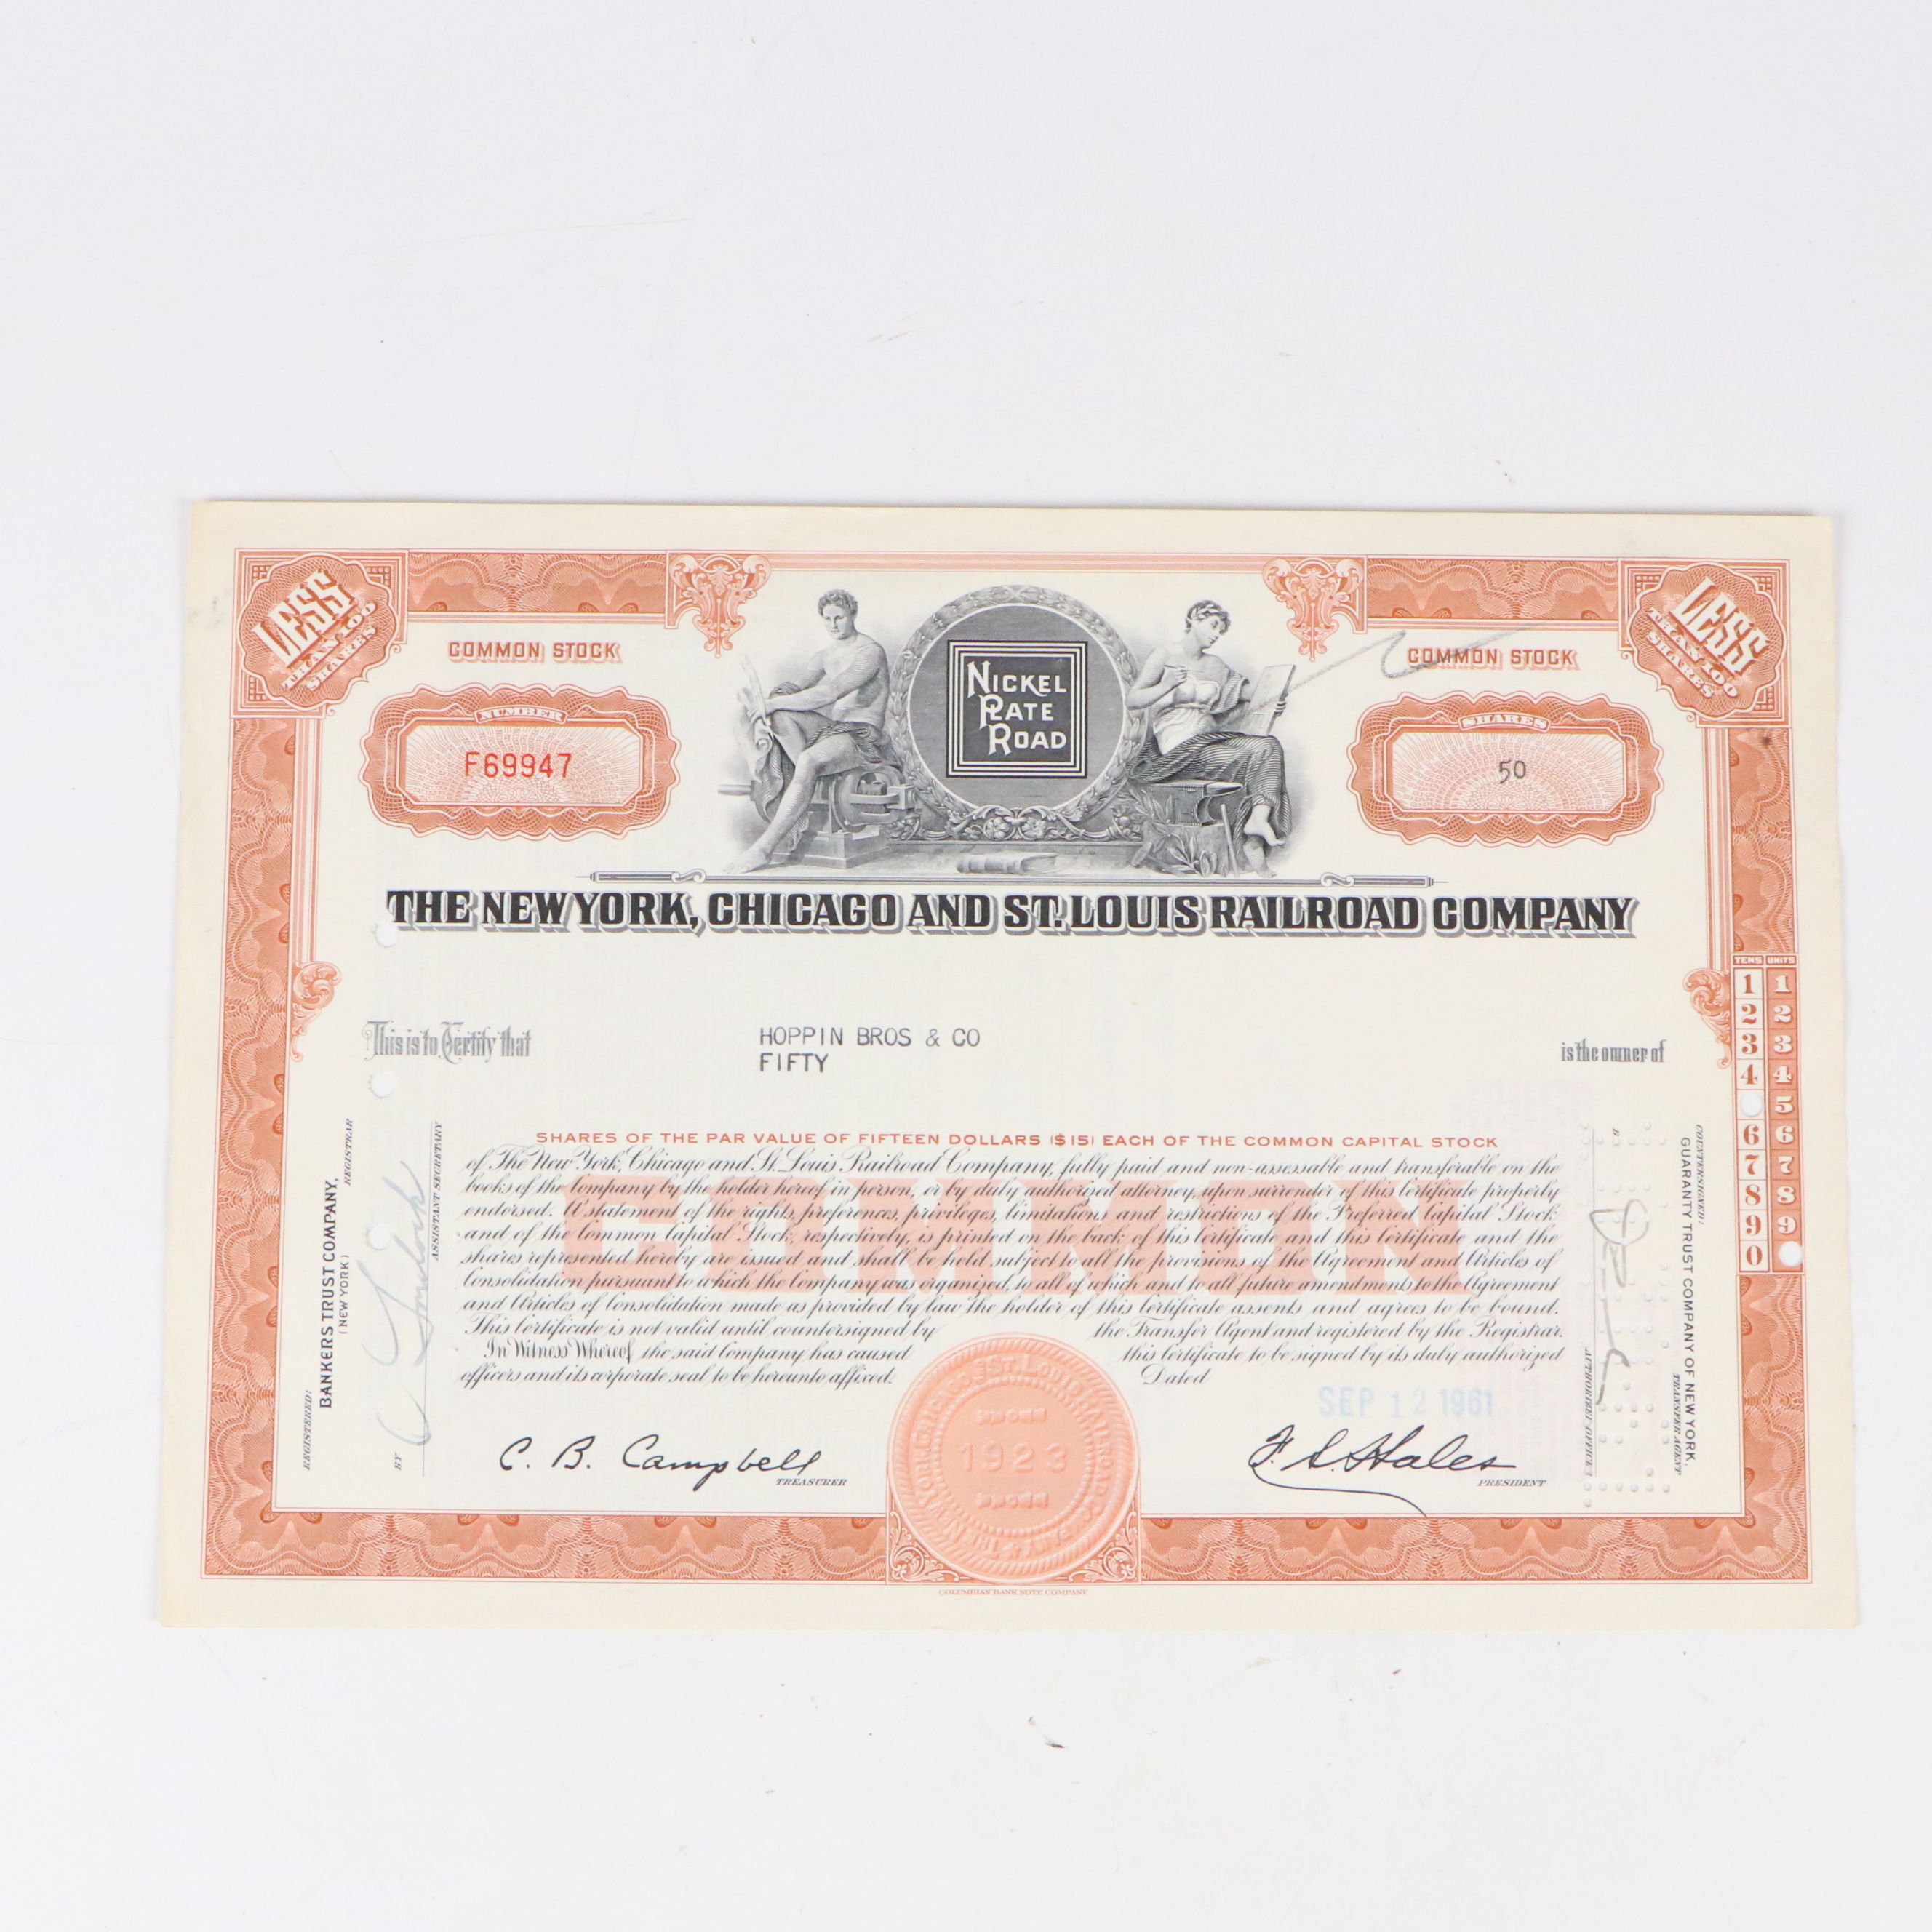 LESS
THAN 100
SHARES
LESS
THAN 100
SHARES
COMMON STOCK
COMMON STOCK
NUMBER
F69947
NICKEL
PLATE
ROAD
SHARES
50
THE NEW YORK, CHICAGO AND ST. LOUIS RAILROAD COMPANY
This is to Certify that
HOPPIN BROS & CO
FIFTY
is the owner of
SHARES OF THE PAR VALUE OF FIFTEEN DOLLARS ($15) EACH OF THE COMMON CAPITAL STOCK
of The New York, Chicago and St. Louis Railroad Company, fully paid and non-assessable and transferable on the
books of the Company by the holder hereof in person, or by duly authorized attorney, upon surrender of this Certificate properly
endorsed. A statement of the rights, preferences, privileges, limitations and restrictions of the Preferred Capital Stock
and of the Common Capital Stock, respectively, is printed on the back of this Certificate and this Certificate and the
shares represented hereby are issued and shall be held subject to all the provisions of the Agreement and Articles of
Consolidation pursuant to which the Company was organized, to all of which and to all future amendments to the Agreement
and Articles of Consolidation made as provided by law the holder of this Certificate assents and agrees to be bound.
This Certificate is not valid until countersigned by the Transfer Agent and registered by the Registrar.
In Witness Whereof the said Company has caused this Certificate to be signed by its duly authorized
officers and its corporate seal to be hereunto affixed. Dated
COMMON
SEP 12 1961
C. B. Campbell
TREASURER
PRESIDENT
1923
COLUMBIAN BANK NOTE COMPANY
REGISTERED:
BANKERS TRUST COMPANY,
(NEW YORK)
REGISTRAR
BY
ASSISTANT SECRETARY
COUNTERSIGNED:
GUARANTY TRUST COMPANY OF NEW YORK,
TRANSFER AGENT
AUTHORIZED OFFICER
TENS UNITS
1 1
2 2
3 3
4 4
5
6 6
7 7
8 8
9 9
0